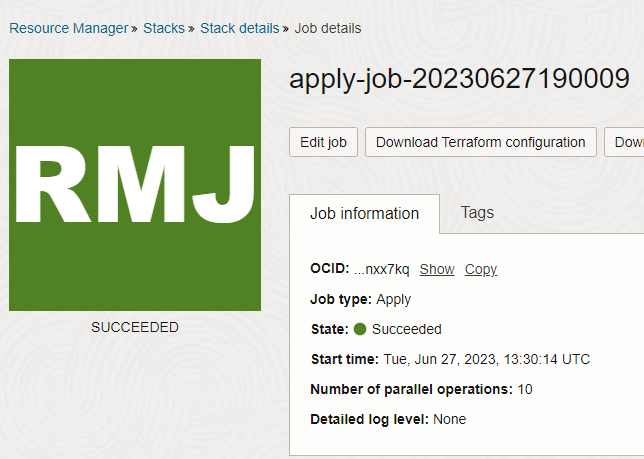 Resource Manager » Stacks » Stack details » Job details
RMJ
SUCCEEDED
apply-job-20230627190009
Edit job
Download Terraform configuration
Job information
Tags
OCID: ...nxx7kq Show Copy
Job type: Apply
State: Succeeded
Start time: Tue, Jun 27, 2023, 13:30:14 UTC
Number of parallel operations: 10
Detailed log level: None